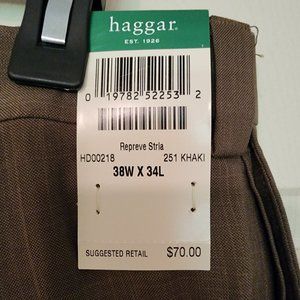 haggar
EST. 1926
0 19782 52253 2
Repreve Stria
HD00218 251 KHAKI
38W X 34L
SUGGESTED RETAIL $70.00